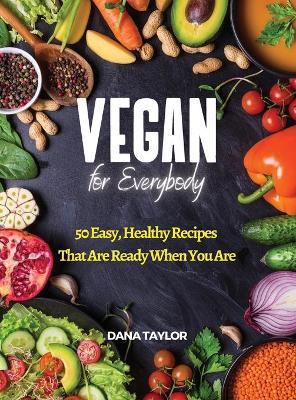 VEGAN
for Everybody
50 Easy, Healthy Recipes
That Are Ready When You Are
DANA TAYLOR